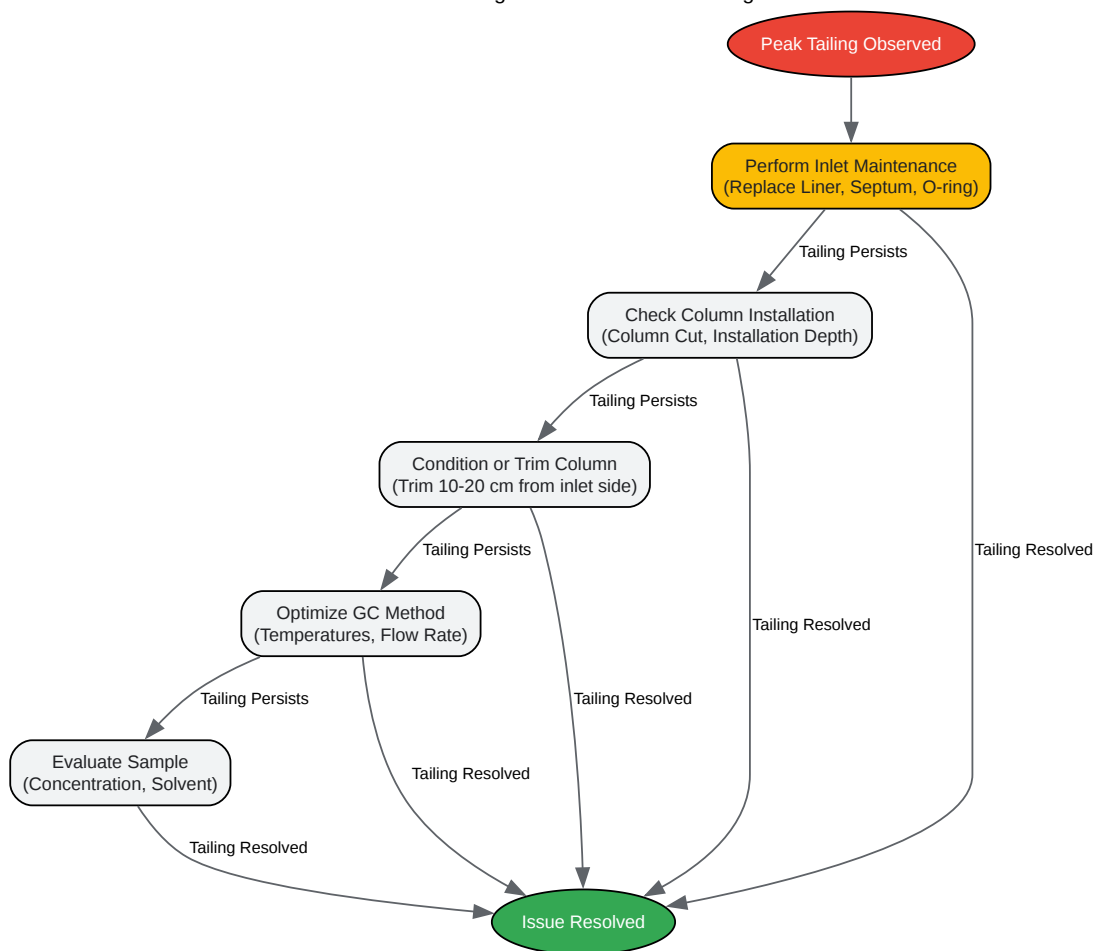 Peak Tailing Observed
Perform Inlet Maintenance
(Replace Liner, Septum, O-ring)
Tailing Persists
Check Column Installation
(Column Cut, Installation Depth)
Tailing Persists
Condition or Trim Column
(Trim 10-20 cm from inlet side)
Tailing Persists
Tailing Resolved
Optimize GC Method
(Temperatures, Flow Rate)
Tailing Resolved
Tailing Persists
Tailing Resolved
Evaluate Sample
(Concentration, Solvent)
Tailing Resolved
Tailing Resolved
Issue Resolved